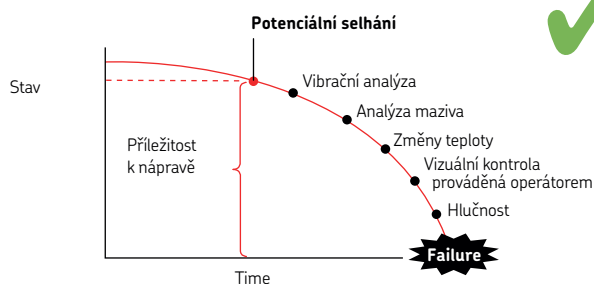 Potenciální selhání
Stav
Vibrační analýza
Analýza maziva
Příležitost
k nápravě
Změny teploty
Vizuální kontrola
prováděná operátorem
Hlučnost
Failure
Time